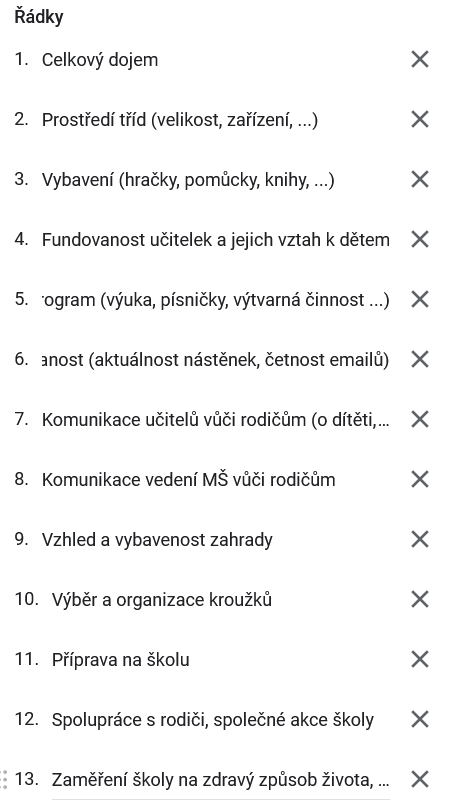 Řádky
1. Celkový dojem
2. Prostředí tříd (velikost, zařízení, ...)
3. Vybavení (hračky, pomůcky, knihy, ...)
4. Fundovanost učitelek a jejich vztah k dětem
5. rogram (výuka, písničky, výtvarná činnost ...)
6. anost (aktuálnost nástěnek, četnost emailů)
7. Komunikace učitelů vůči rodičům (o dítěti,...
8. Komunikace vedení MŠ vůči rodičům
9. Vzhled a vybavenost zahrady
10. Výběr a organizace kroužků
11. Příprava na školu
12. Spolupráce s rodiči, společné akce školy
13. Zaměření školy na zdravý způsob života, ...